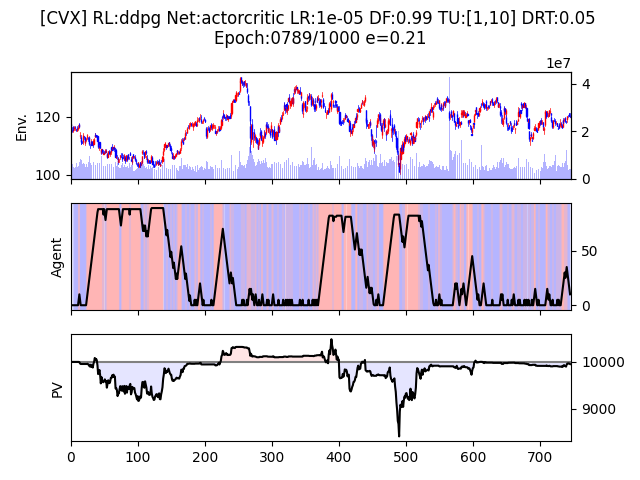 [CVX] RL:ddpg Net:actorcritic LR:1e-05 DF:0.99 TU:[1,10] DRT:0.05
Epoch:0789/1000 e=0.21
1e7
Env.
120
100
4
2
0
Agent
50
0
PV
10000
9000
0 100 200 300 400 500 600 700